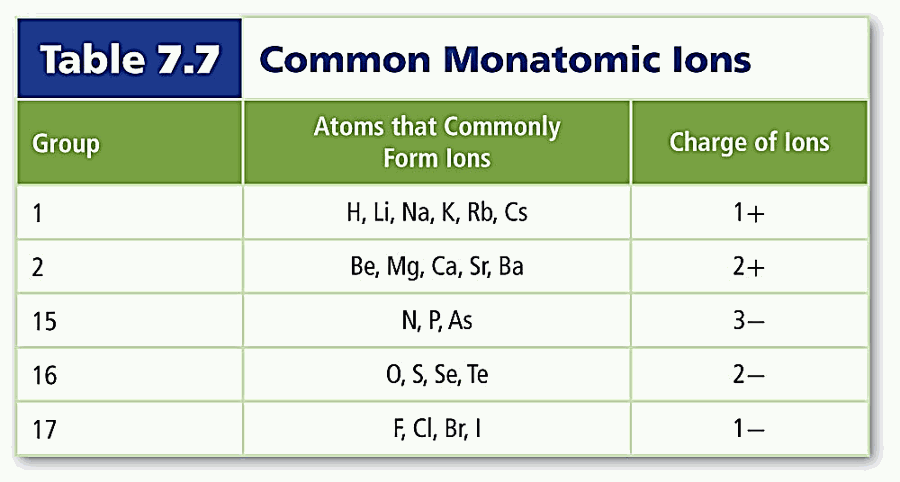 Table 7.7 Common Monatomic Ions
Group Atoms that Commonly Form Ions Charge of Ions
1 H, Li, Na, K, Rb, Cs 1+
2 Be, Mg, Ca, Sr, Ba 2+
15 N, P, As 3−
16 O, S, Se, Te 2−
17 F, Cl, Br, I 1−